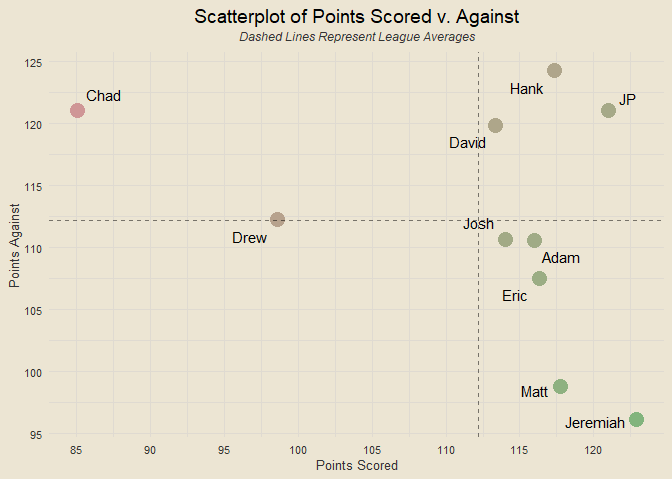 Scatterplot of Points Scored v. Against
Dashed Lines Represent League Averages
125
Hank
JP
Chad
120
David
115
Josh
Drew
110
Adam
Eric
105
100
Matt
Jeremiah
95
Points Against
85 90 95 100 105 110 115 120
Points Scored